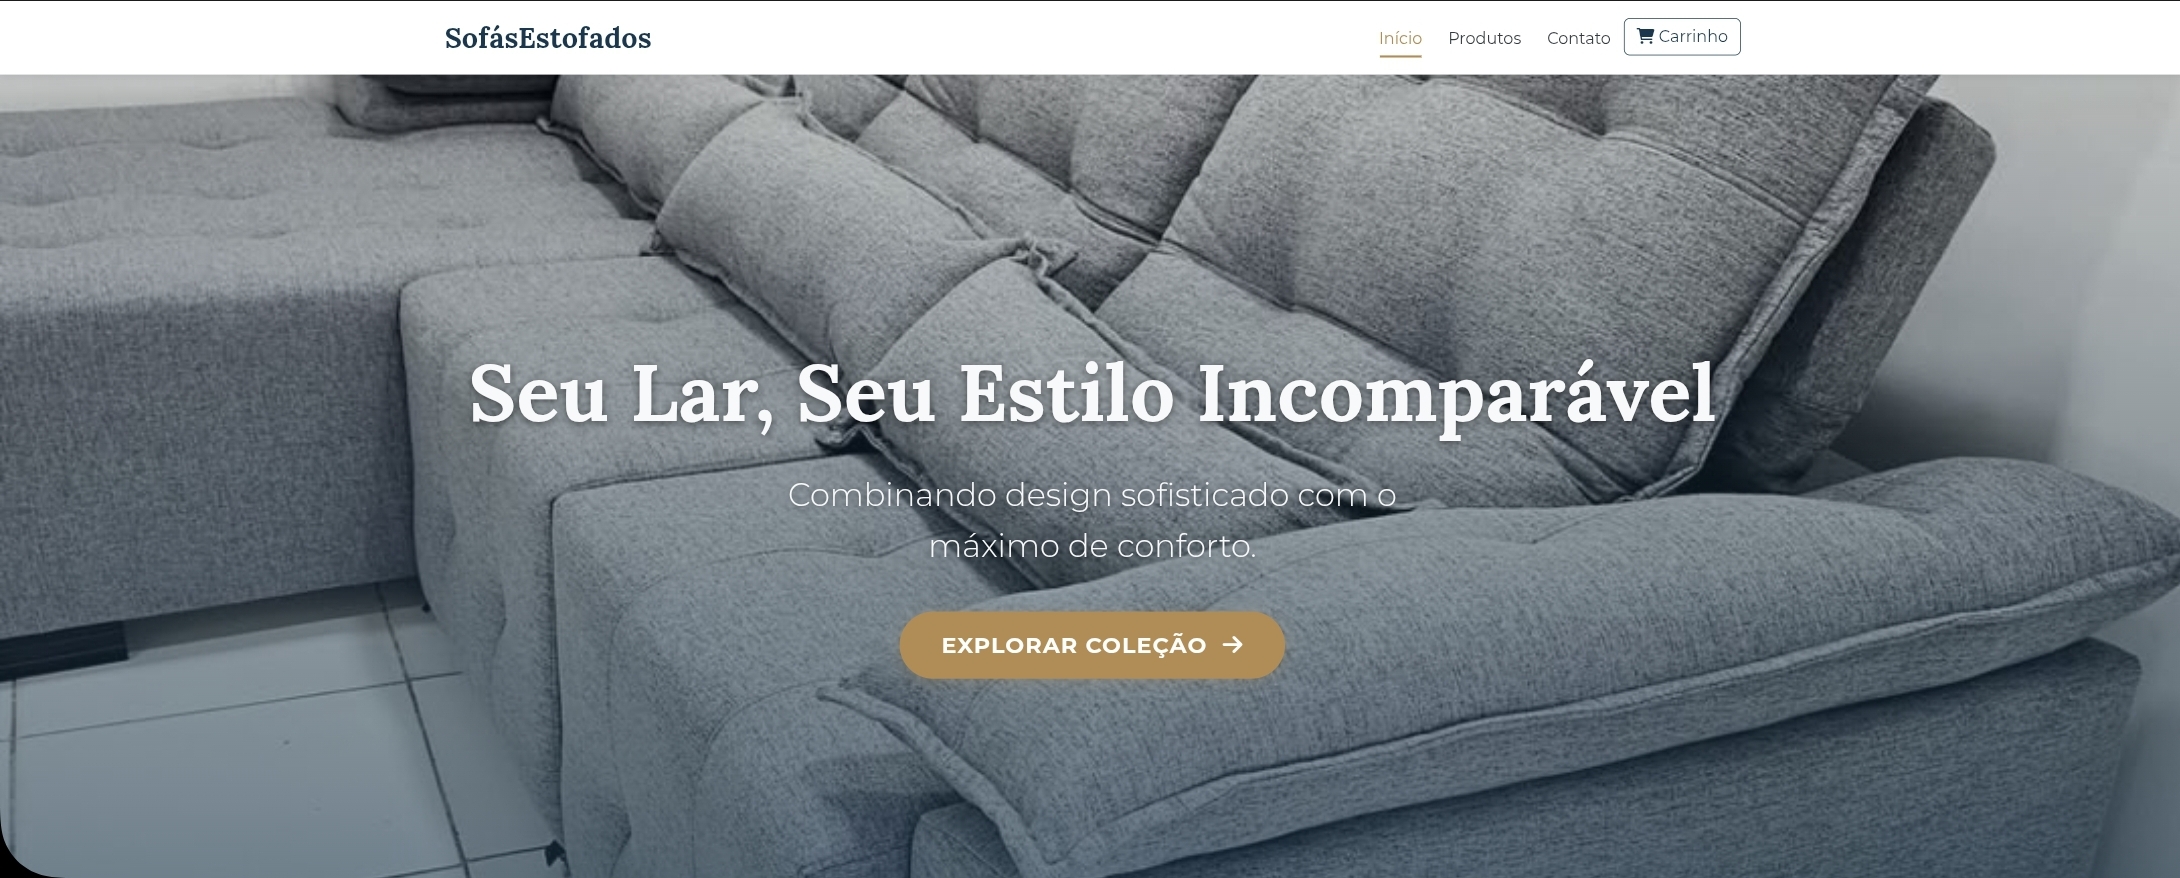 SofásEstofados
Início Produtos Contato Carrinho
Seu Lar, Seu Estilo Incomparável
Combinando design sofisticado com o
máximo de conforto.
EXPLORAR COLEÇÃO →